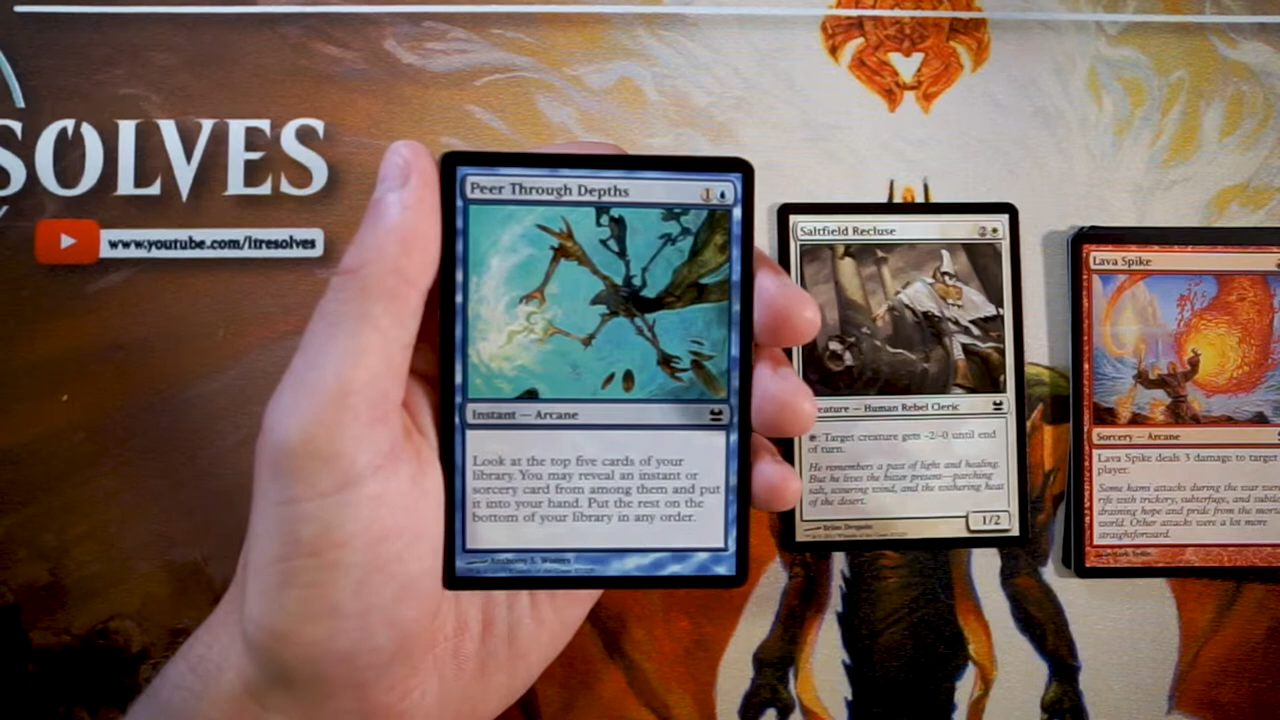 SOLVES
www.youtube.com/ltresolves
Peer Through Depths
1
Instant — Arcane
Look at the top five cards of your
library. You may reveal an instant or
sorcery card from among them and put
it into your hand. Put the rest on the
bottom of your library in any order.
Anthony S. Waters
Saltfield Recluse
2
eature — Human Rebel Cleric
: Target creature gets -2/-0 until end
of turn.
He remembers a past of light and healing.
But he lives the bitter present—parching
salt, scouring wind, and the withering heat
of the desert.
Brian Despain
1/2
Lava Spike
Sorcery — Arcane
Lava Spike deals 3 damage to target
player.
Some kami attacks during the war were
rife with trickery, subterfuge, and subtle
draining hope and pride from the mortal
world. Other attacks were a lot more
straightforward.